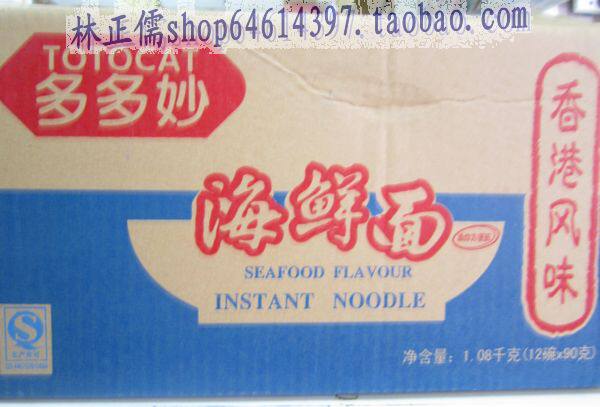 林正儒shop64614397.taobao.com
TOTOCAT
多多妙
香港风味
海鲜面
SEAFOOD FLAVOUR
INSTANT NOODLE
净含量：1.08千克(12碗x90克)